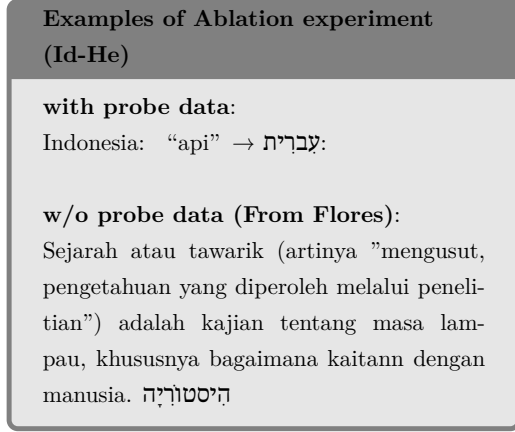 Examples of Ablation experiment
(Id-He)
with probe data:
Indonesia: “api” → עִברִית:
w/o probe data (From Flores):
Sejarah atau tawarik (artinya ”mengusut,
pengetahuan yang diperoleh melalui peneli-
tian”) adalah kajian tentang masa lam-
pau, khususnya bagaimana kaitann dengan
manusia. הִיסטוֹרִיָה